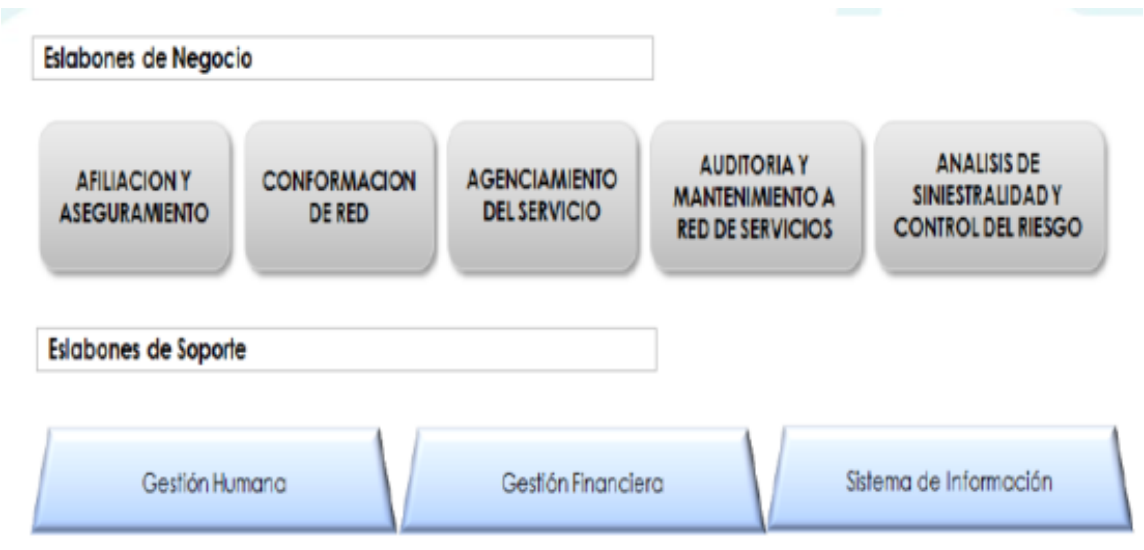 Eslabones de Negocio
AFILIACION Y
ASEGURAMIENTO
CONFORMACION
DE RED
AGENCIAMIENTO
DEL SERVICIO
AUDITORIA Y
MANTENIMIENTO A
RED DE SERVICIOS
ANALISIS DE
SINIESTRALIDAD Y
CONTROL DEL RIESGO
Eslabones de Soporte
Gestión Humana
Gestión Financiera
Sistema de Información